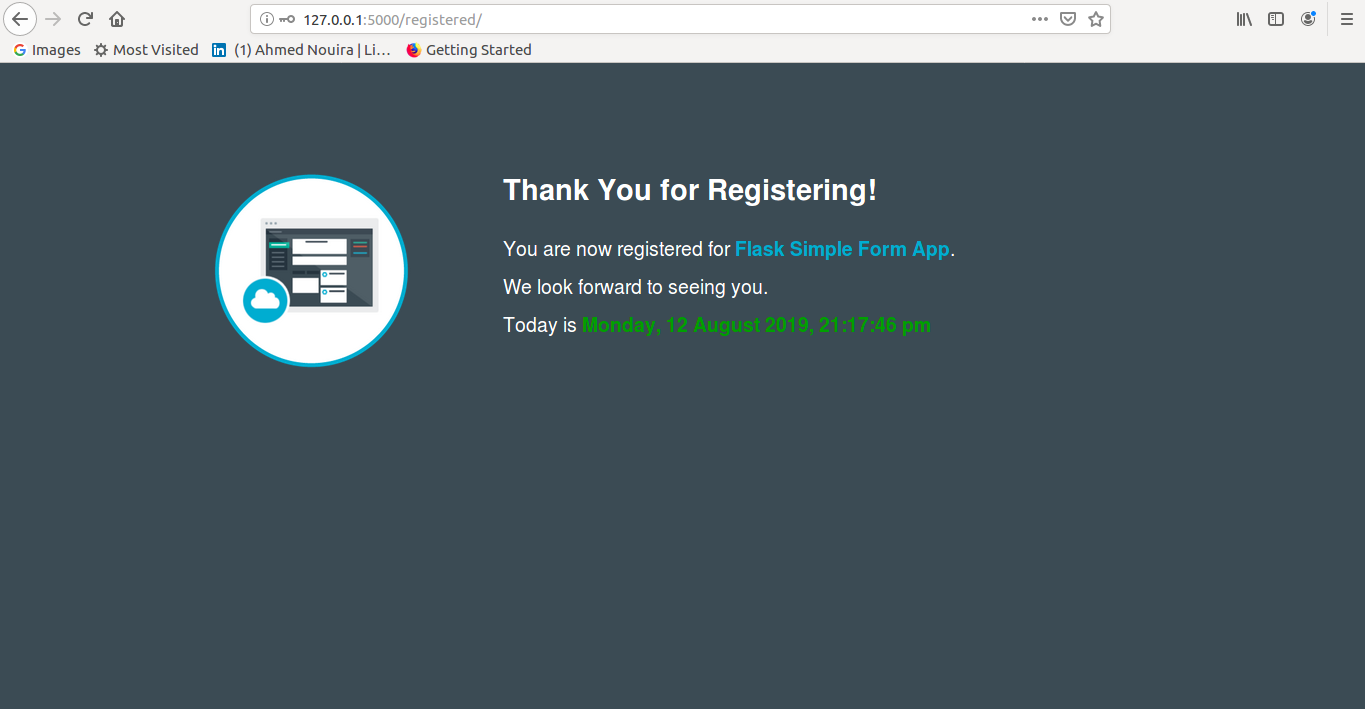 127.0.0.1:5000/registered/
Images Most Visited (1) Ahmed Nouira | Li... Getting Started
Thank You for Registering!
You are now registered for Flask Simple Form App.
We look forward to seeing you.
Today is Monday, 12 August 2019, 21:17:46 pm